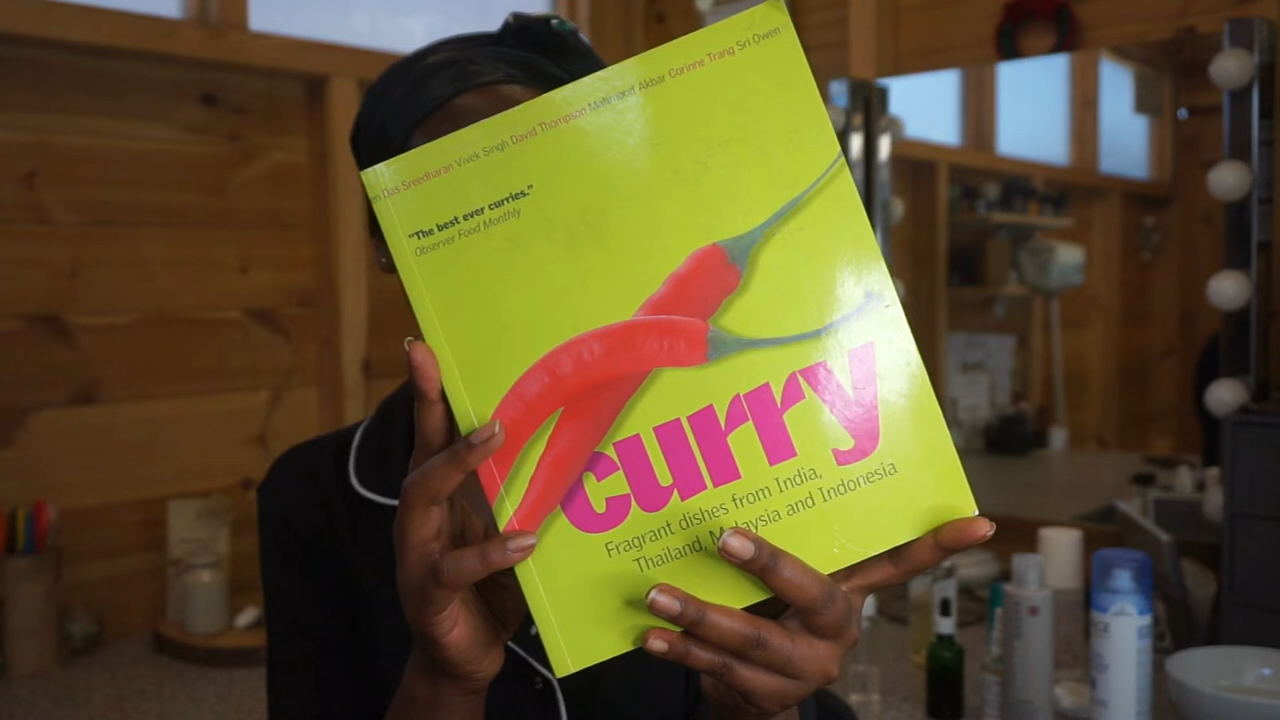 Das Sreedharan Vivek Singh David Thompson Mahmood Akbar Corinne Trang Sri Owen
"The best ever curries."
Observer Food Monthly
curry
Fragrant dishes from India,
Thailand, Malaysia and Indonesia